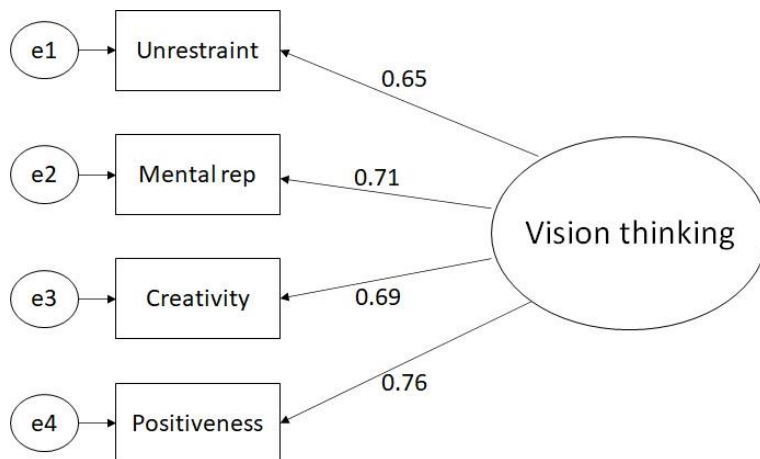 e1
Unrestraint
0.65
e2
Mental rep
0.71
Vision thinking
e3
Creativity
0.69
e4
Positiveness
0.76